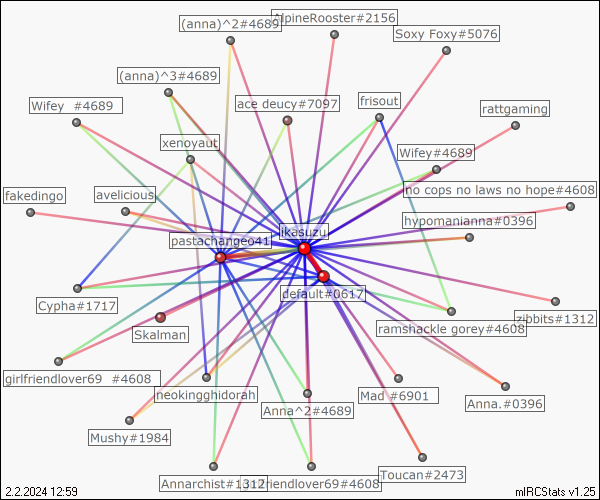 (anna)^2#4689
AlpineRooster#2156
Soxy Foxy#5076
(anna)^3#4689
Wifey #4689
ace deucy#7097
frisout
rattgaming
xenoyaut
Wifey#4689
fakedingo
avelicious
no cops no laws no hope#4608
hypomanianna#0396
jikasuzu
pastachangeo41
default#0617
Cypha#1717
Skalman
ramshackle gorey#4608
zibbits#1312
girlfriendlover69 #4608
neokingghidorah
Anna^2#4689
Mad #6901
Anna.#0396
Mushy#1984
Annarchist#1312
friendlover69#4608
Toucan#2473
2.2.2024 12:59
mIRCStats v1.25